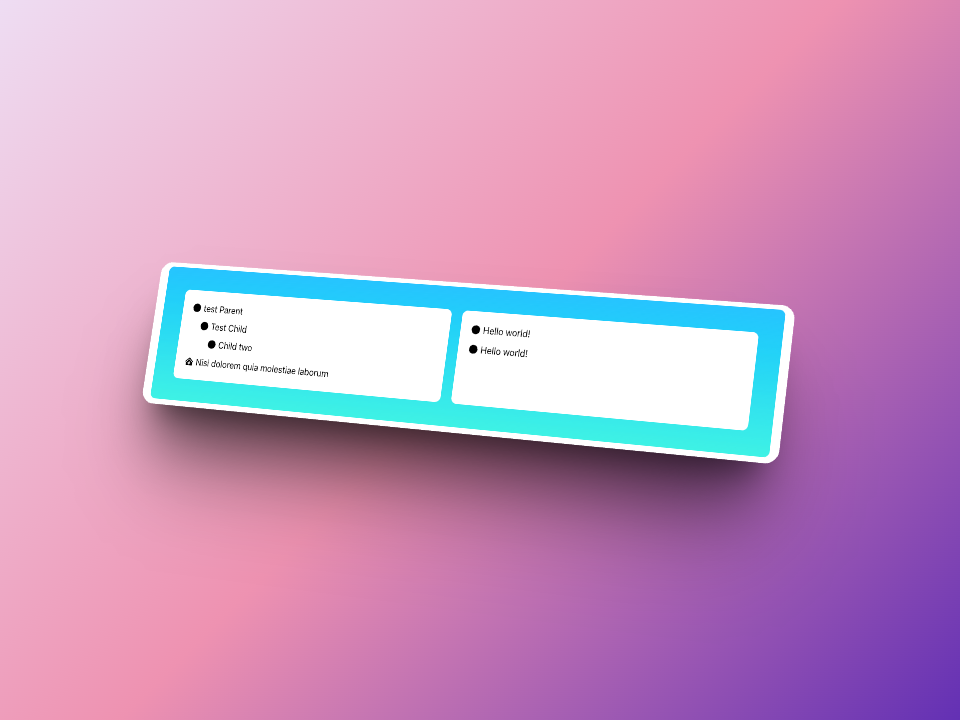 test Parent
Test Child
Child two
Nisi dolorem quia molestiae laborum
Hello world!
Hello world!